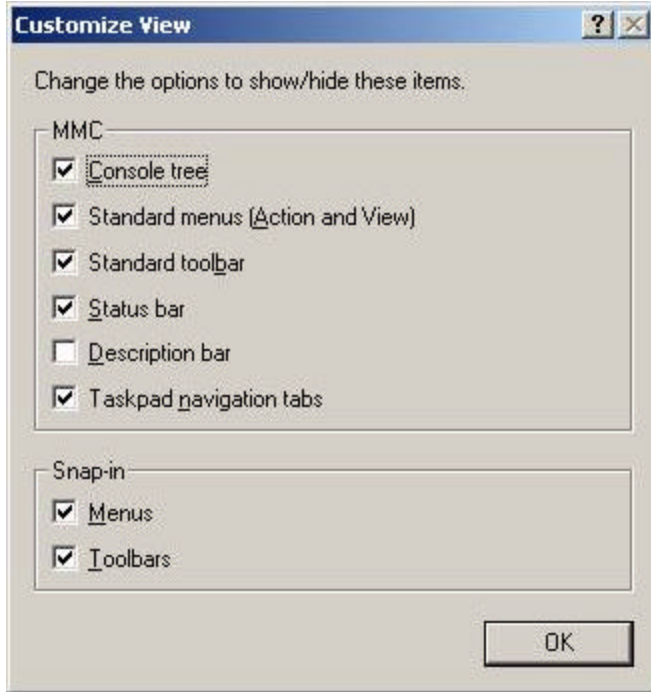 Customize View
Change the options to show/hide these items.
MMC
Console tree
Standard menus (Action and View)
Standard toolbar
Status bar
Description bar
Taskpad navigation tabs
Snap-in
Menus
Toolbars
OK